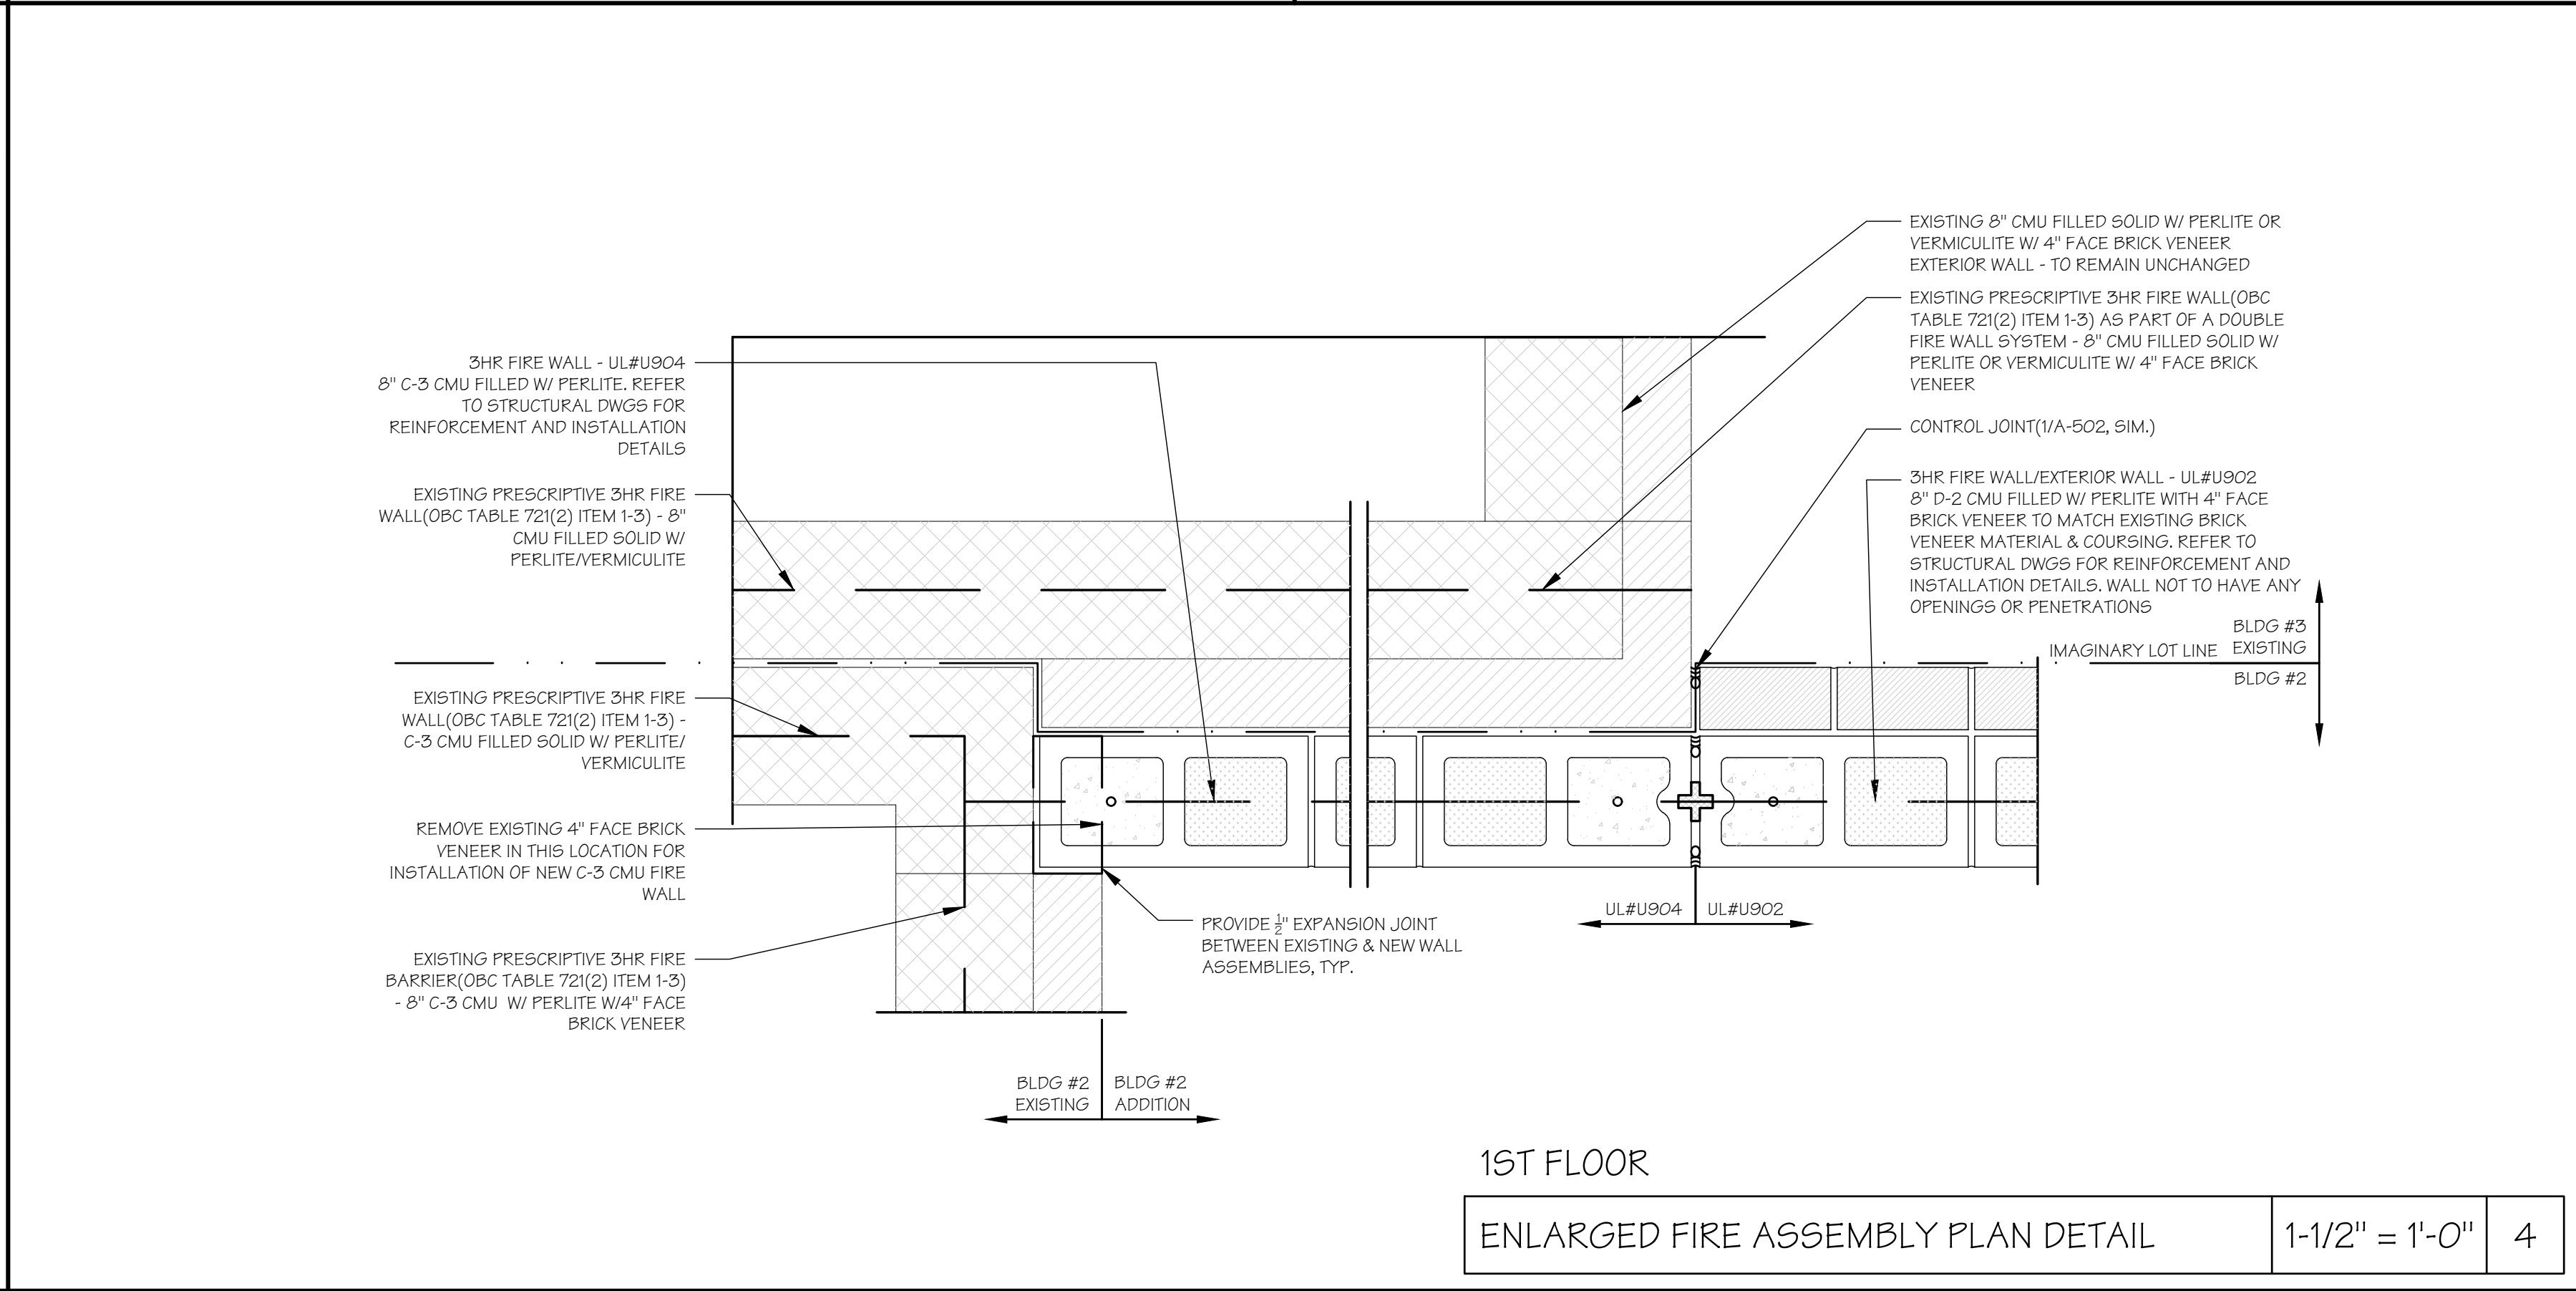 3HR FIRE WALL - UL#U904
8" C-3 CMU FILLED W/ PERLITE. REFER
TO STRUCTURAL DWGS FOR
REINFORCEMENT AND INSTALLATION
DETAILS
EXISTING PRESCRIPTIVE 3HR FIRE
WALL(OBC TABLE 721(2) ITEM 1-3) - 8"
CMU FILLED SOLID W/
PERLITE/VERMICULITE
EXISTING PRESCRIPTIVE 3HR FIRE
WALL(OBC TABLE 721(2) ITEM 1-3) -
C-3 CMU FILLED SOLID W/ PERLITE/
VERMICULITE
REMOVE EXISTING 4" FACE BRICK
VENEER IN THIS LOCATION FOR
INSTALLATION OF NEW C-3 CMU FIRE
WALL
EXISTING PRESCRIPTIVE 3HR FIRE
BARRIER(OBC TABLE 721(2) ITEM 1-3)
- 8" C-3 CMU W/ PERLITE W/4" FACE
BRICK VENEER
EXISTING 8" CMU FILLED SOLID W/ PERLITE OR
VERMICULITE W/ 4" FACE BRICK VENEER
EXTERIOR WALL - TO REMAIN UNCHANGED
EXISTING PRESCRIPTIVE 3HR FIRE WALL(OBC
TABLE 721(2) ITEM 1-3) AS PART OF A DOUBLE
FIRE WALL SYSTEM - 8" CMU FILLED SOLID W/
PERLITE OR VERMICULITE W/ 4" FACE BRICK
VENEER
CONTROL JOINT(1/A-502, SIM.)
3HR FIRE WALL/EXTERIOR WALL - UL#U902
8" D-2 CMU FILLED W/ PERLITE WITH 4" FACE
BRICK VENEER TO MATCH EXISTING BRICK
VENEER MATERIAL & COURSING. REFER TO
STRUCTURAL DWGS FOR REINFORCEMENT AND
INSTALLATION DETAILS. WALL NOT TO HAVE ANY
OPENINGS OR PENETRATIONS
BLDG #3
EXISTING
IMAGINARY LOT LINE
BLDG #2
UL#U904 UL#U902
PROVIDE 1/2" EXPANSION JOINT
BETWEEN EXISTING & NEW WALL
ASSEMBLIES, TYP.
BLDG #2
EXISTING
BLDG #2
ADDITION
1ST FLOOR
ENLARGED FIRE ASSEMBLY PLAN DETAIL
1-1/2" = 1'-0"
4